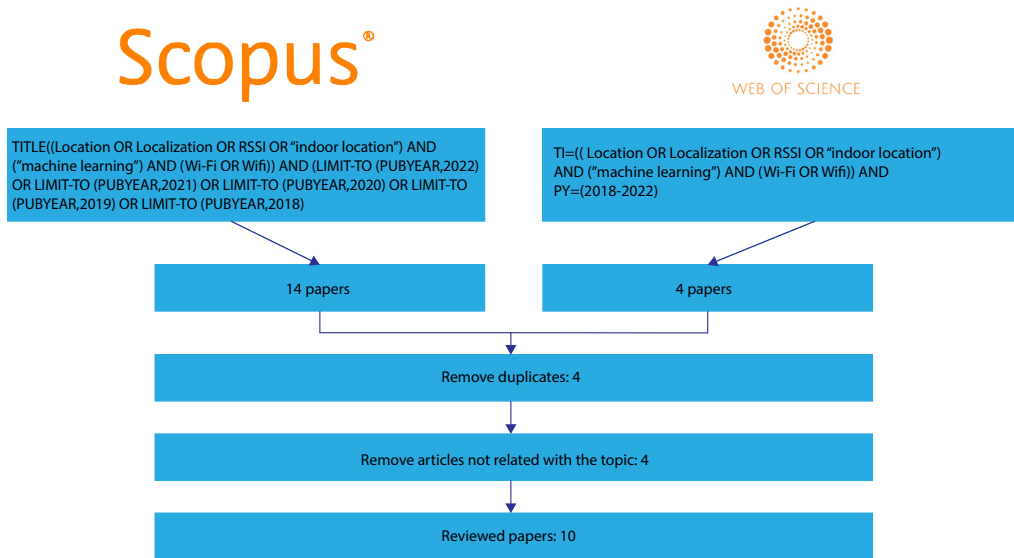 Scopus®
WEB OF SCIENCE
TITLE((Location OR Localization OR RSSI OR “indoor location”) AND
(”machine learning”) AND (Wi-Fi OR Wifi)) AND (LIMIT-TO (PUBYEAR,2022)
OR LIMIT-TO (PUBYEAR,2021) OR LIMIT-TO (PUBYEAR,2020) OR LIMIT-TO
(PUBYEAR,2019) OR LIMIT-TO (PUBYEAR,2018)
TI=(( Location OR Localization OR RSSI OR “indoor location”)
AND (”machine learning”) AND (Wi-Fi OR Wifi)) AND
PY=(2018-2022)
14 papers
4 papers
Remove duplicates: 4
Remove articles not related with the topic: 4
Reviewed papers: 10